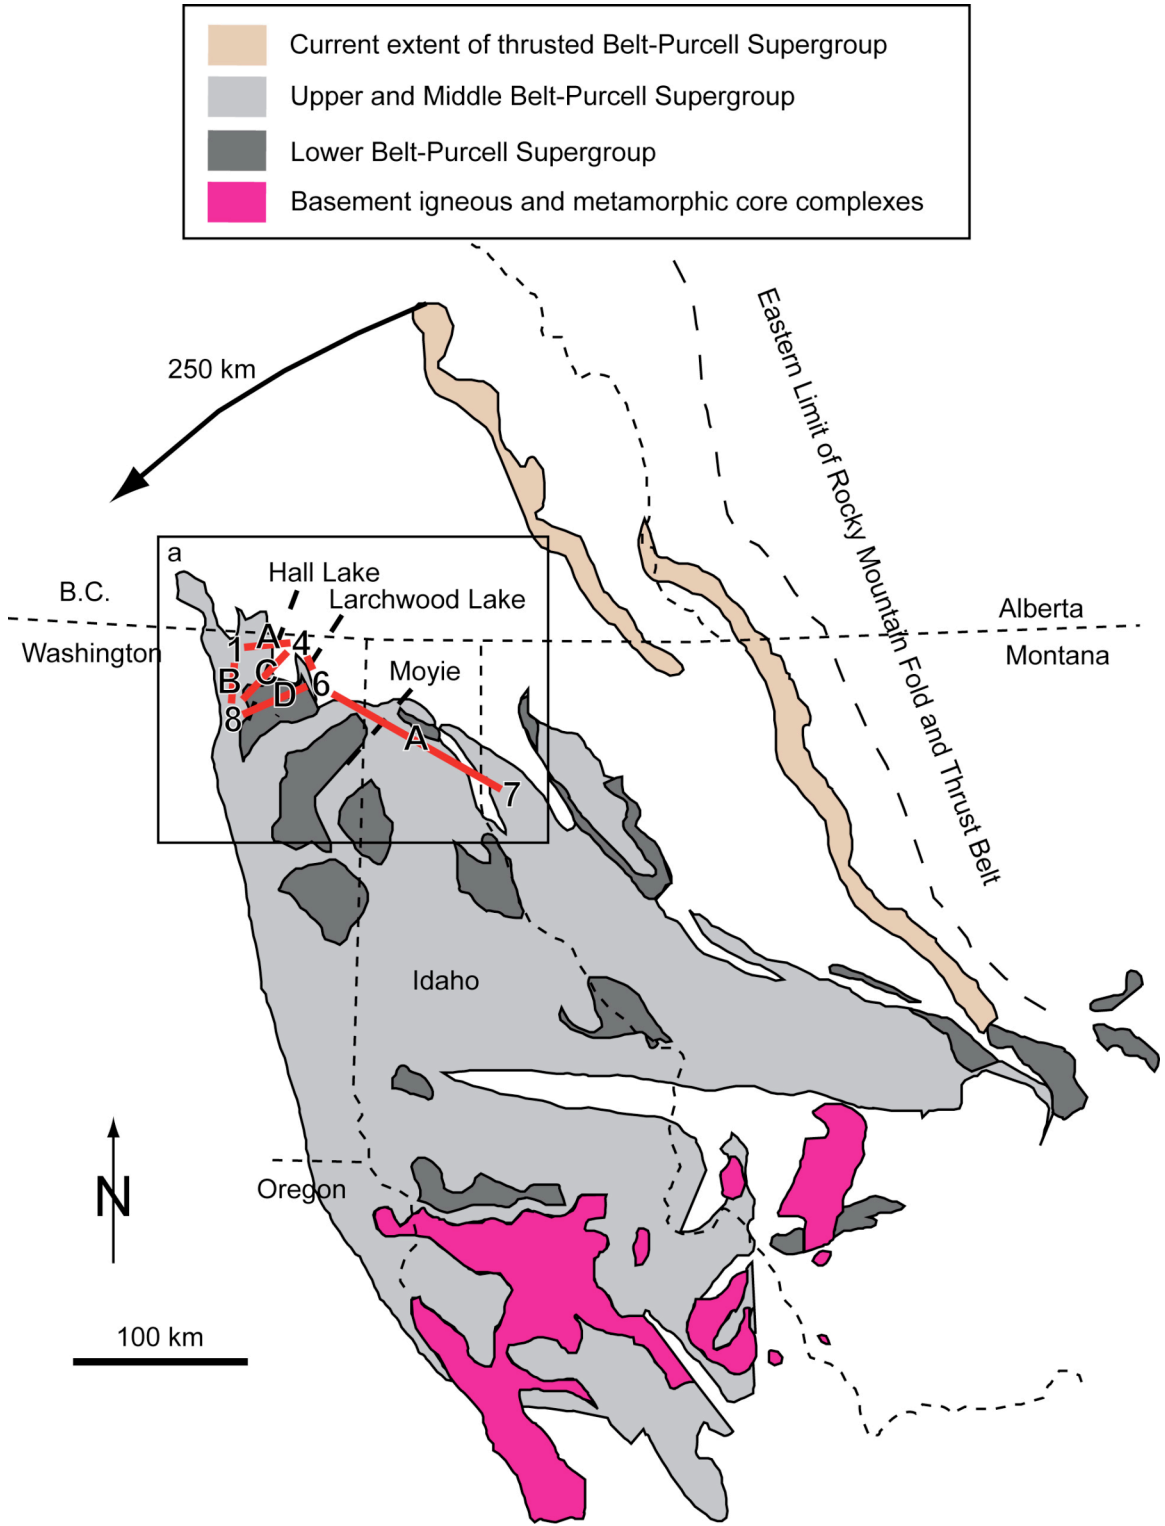 Current extent of thrusted Belt-Purcell Supergroup
Upper and Middle Belt-Purcell Supergroup
Lower Belt-Purcell Supergroup
Basement igneous and metamorphic core complexes
Eastern Limit of Rocky Mountain Fold and Thrust Belt
250 km
a
Hall Lake
Larchwood Lake
B.C.
Alberta
Washington
Montana
1
A
4
Moyie
B
C
D
6
8
A
7
Idaho
N
Oregon
100 km